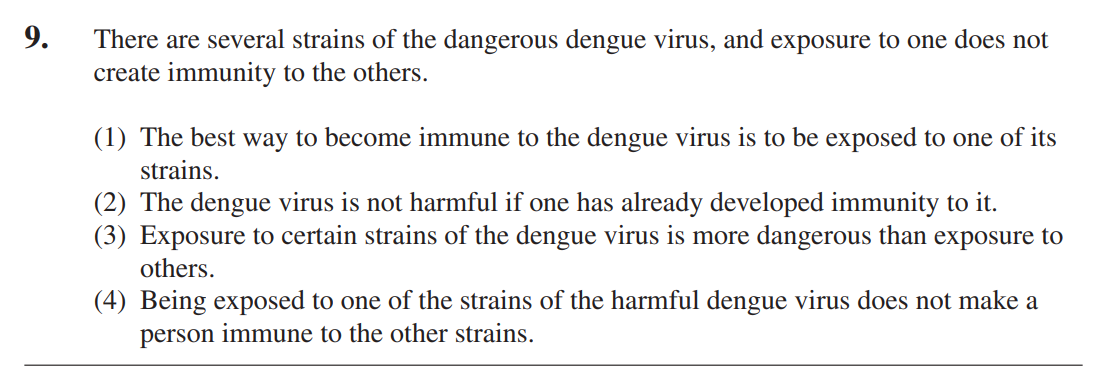 9. There are several strains of the dangerous dengue virus, and exposure to one does not
create immunity to the others.
(1) The best way to become immune to the dengue virus is to be exposed to one of its
strains.
(2) The dengue virus is not harmful if one has already developed immunity to it.
(3) Exposure to certain strains of the dengue virus is more dangerous than exposure to
others.
(4) Being exposed to one of the strains of the harmful dengue virus does not make a
person immune to the other strains.